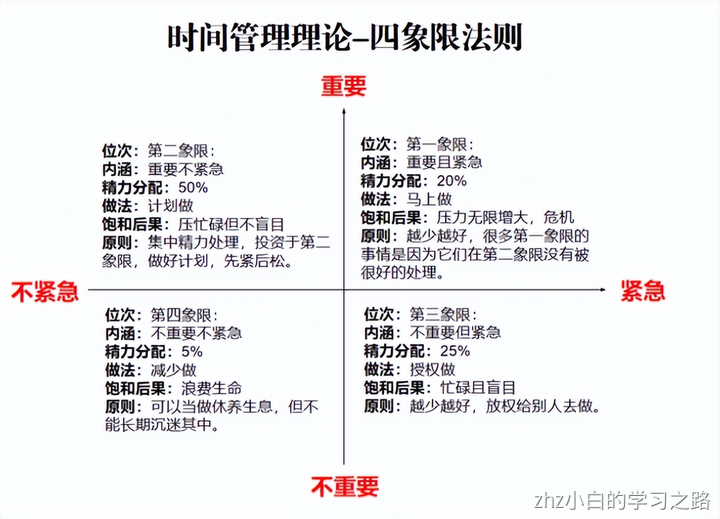 时间管理理论-四象限法则
重要
位次：第二象限：
内涵：重要不紧急
精力分配：50%
做法：计划做
饱和后果：压忙碌但不盲目
原则：集中精力处理，投资于第二
象限，做好计划，先紧后松。
位次：第一象限：
内涵：重要且紧急
精力分配：20%
做法：马上做
饱和后果：压力无限增大，危机
原则：越少越好，很多第一象限的
事情是因为它们在第二象限没有被
很好的处理。
不紧急
紧急
位次：第四象限：
内涵：不重要不紧急
精力分配：5%
做法：减少做
饱和后果：浪费生命
原则：可以当做休养生息，但不
能长期沉迷其中。
位次：第三象限：
内涵：不重要但紧急
精力分配：25%
做法：授权做
饱和后果：忙碌且盲目
原则：越少越好，放权给别人去做。
不重要
zhz小白的学习之路